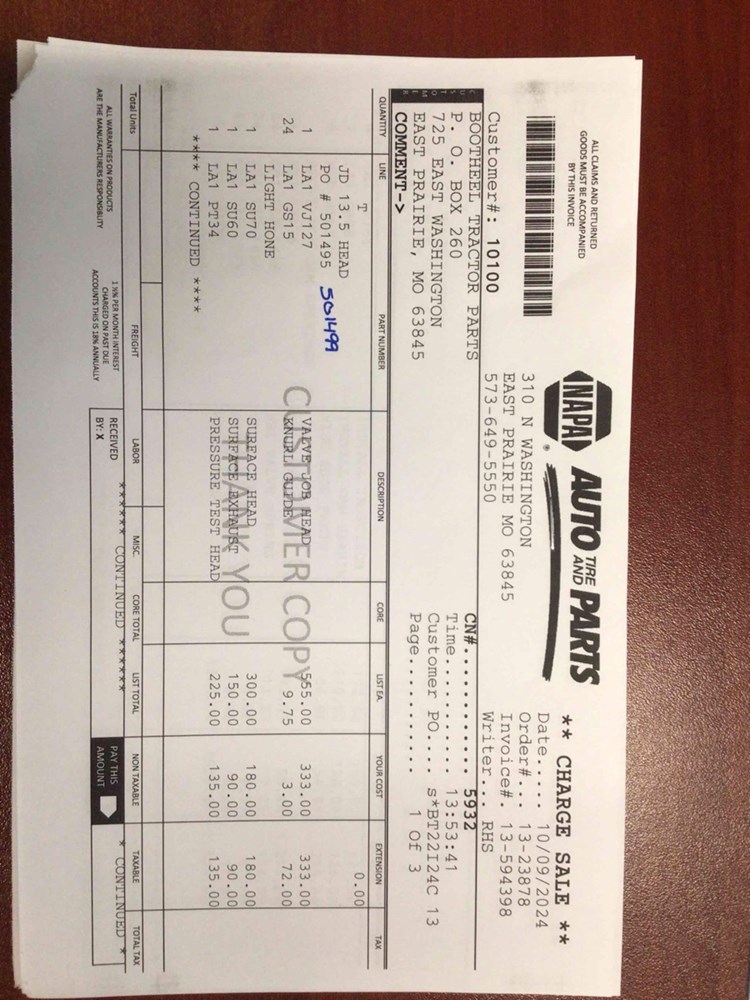 ALL CLAIMS AND RETURNED
GOODS MUST BE ACCOMPANIED
BY THIS INVOICE
NAPA AUTO TIRE AND PARTS
310 N WASHINGTON
EAST PRAIRIE MO 63845
573-649-5550
** CHARGE SALE **
Date..... 10/09/2024
Order#... 13-23878
Invoice#. 13-594398
Writer... RHS
Customer#: 10100
CUSTOMER
BOOTHEEL TRACTOR PARTS
P. O. BOX 260
725 EAST WASHINGTON
EAST PRAIRIE, MO 63845
COMMENT->
CN#............ 5932
Time........... 13:53:41
Customer PO.... s*BT22I24C 13
Page........... 1 Of 3
QUANTITY LINE PART NUMBER DESCRIPTION CORE LIST EA. YOUR COST EXTENSION TAX
T 0.00
JD 13.5 HEAD
PO # 501495 501499
1 LA1 VJ127 VALVE JOB HEAD 555.00 333.00 333.00
24 LA1 GS15 KNURL GUIDE 9.75 3.00 72.00
LIGHT HONE
1 LA1 SU70 SURFACE HEAD 300.00 180.00 180.00
1 LA1 SU60 SURFACE EXHAUST 150.00 90.00 90.00
1 LA1 PT34 PRESSURE TEST HEAD 225.00 135.00 135.00
**** CONTINUED ****
CUSTOMER COPY
THANK YOU
Total Units FREIGHT LABOR MISC. CORE TOTAL LIST TOTAL NON TAXABLE TAXABLE TOTAL TAX
****** CONTINUED ******
* CONTINUED *
ALL WARRANTIES ON PRODUCTS
ARE THE MANUFACTURERS RESPONSIBLITY
1 ½% PER MONTH INTEREST
CHARGED ON PAST DUE
ACCOUNTS THIS IS 18% ANNUALLY
RECEIVED
BY: X
PAY THIS
AMOUNT